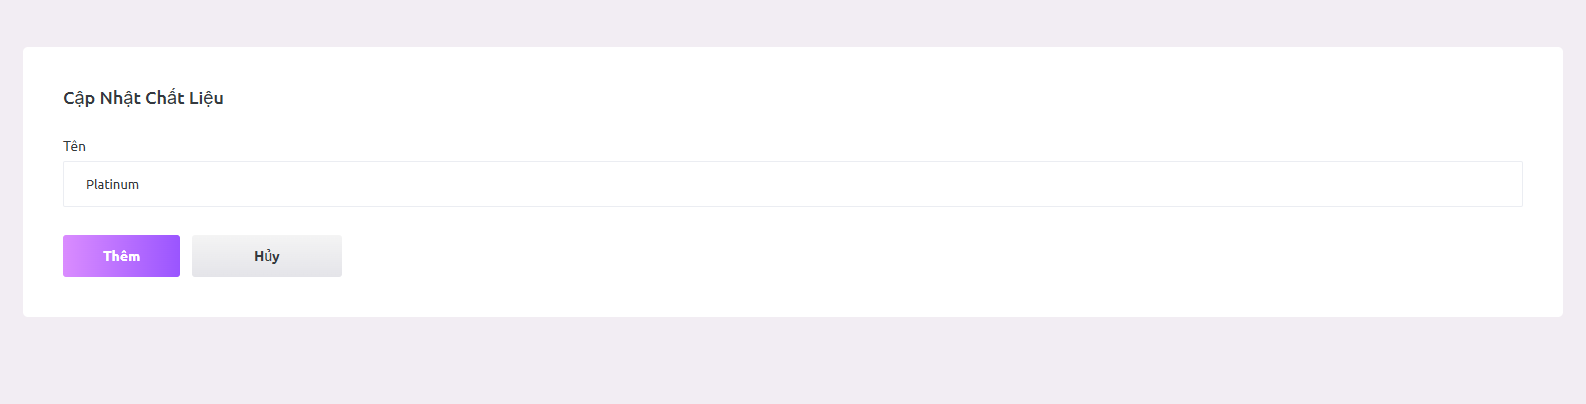 Cập Nhật Chất Liệu
Tên
Platinum
Thêm Hủy